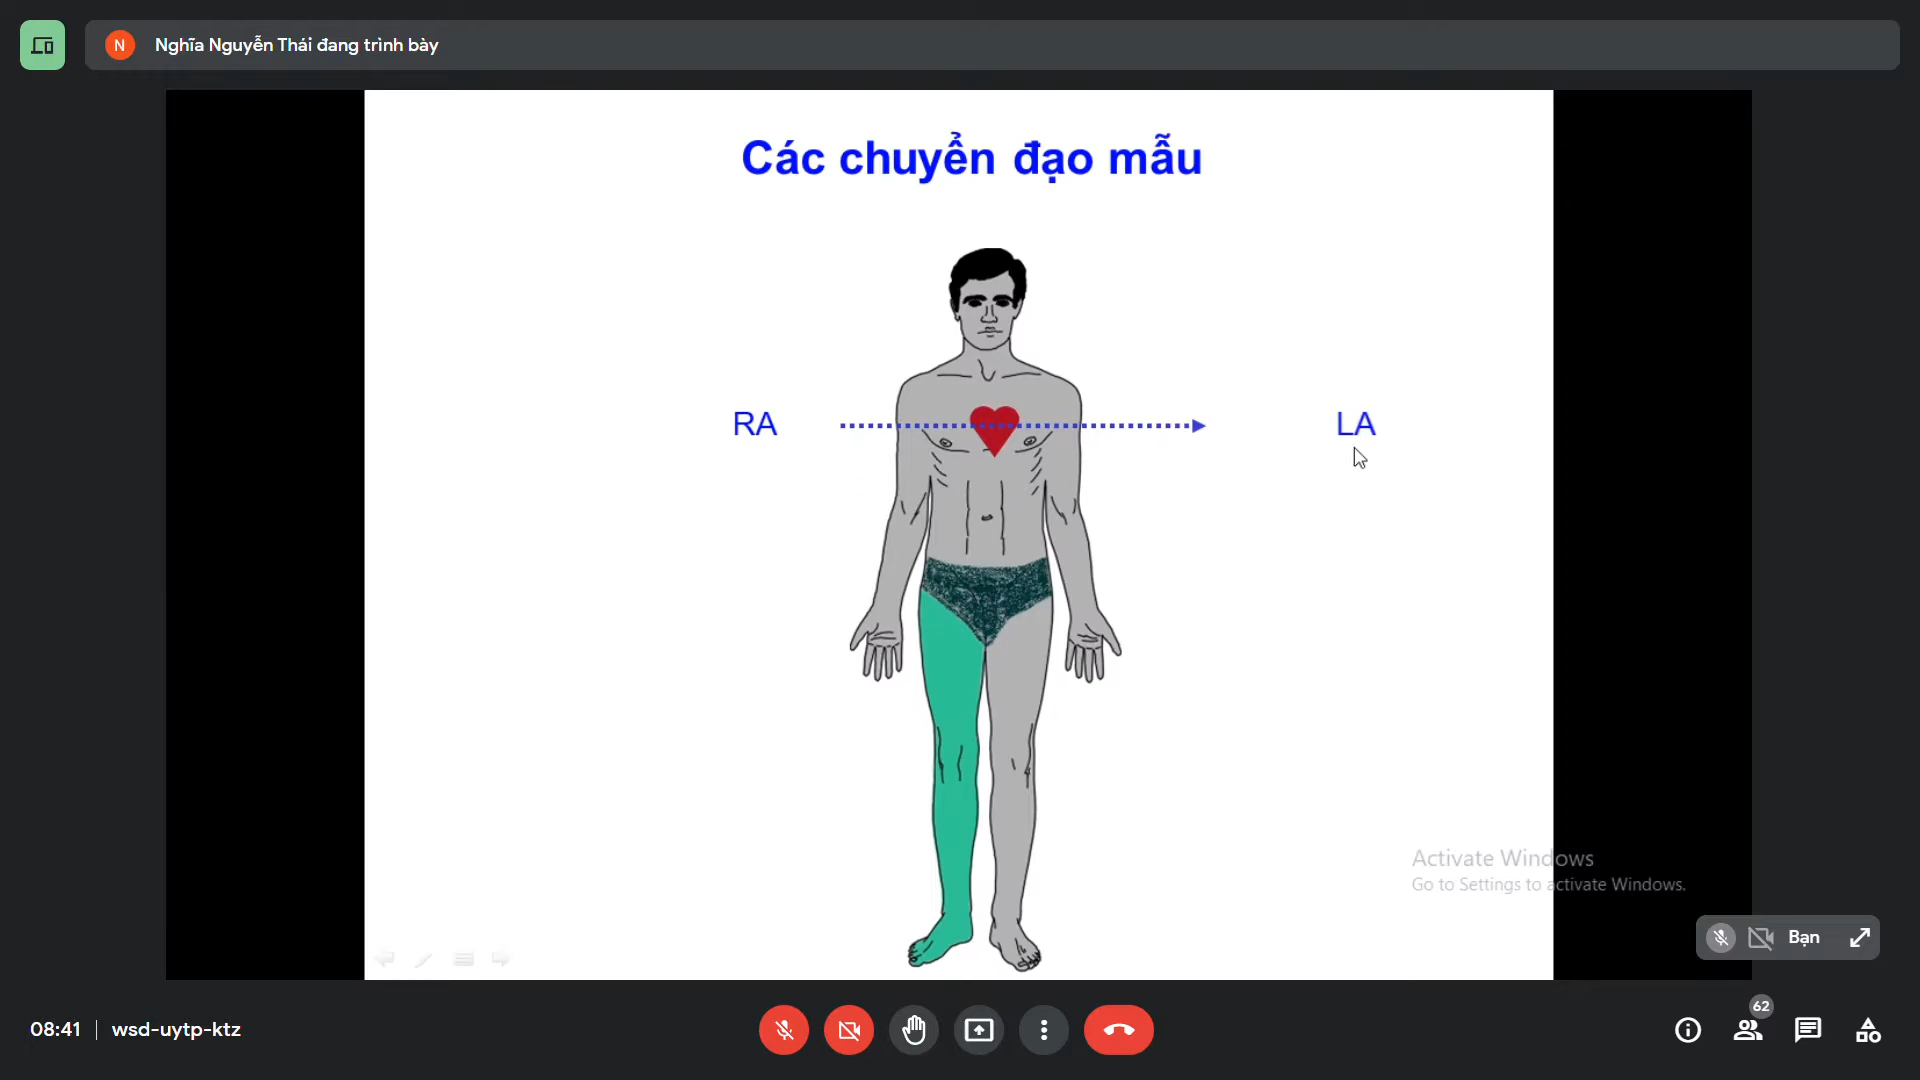 N
Nghĩa Nguyễn Thái đang trình bày
Các chuyển đạo mẫu
RA
LA
Activate Windows
Go to Settings to activate Windows.
Bạn
08:41
wsd-uytp-ktz
62